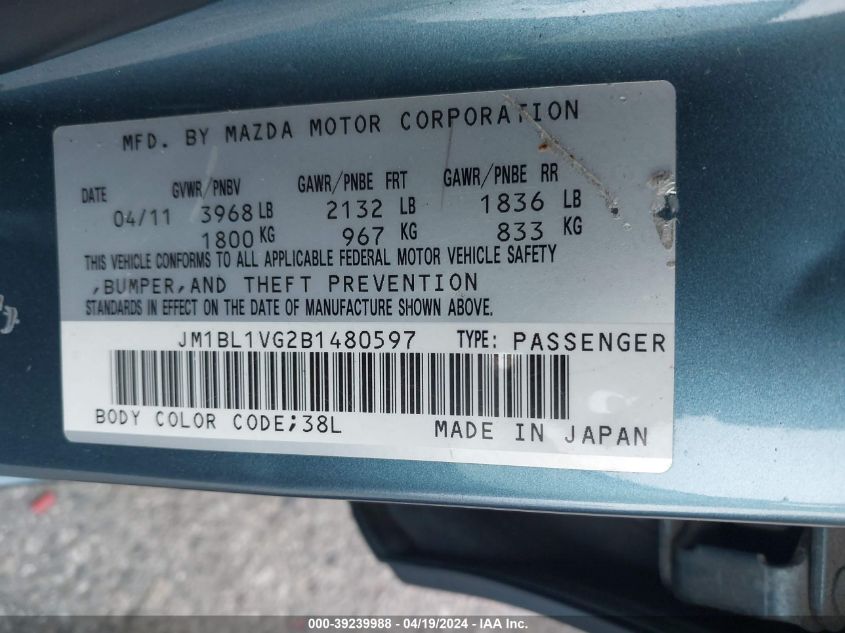 MFD. BY MAZDA MOTOR CORPORATION
DATE GVWR/PNBV GAWR/PNBE FRT GAWR/PNBE RR
04/11 3968 LB 2132 LB 1836 LB
1800 KG 967 KG 833 KG
THIS VEHICLE CONFORMS TO ALL APPLICABLE FEDERAL MOTOR VEHICLE SAFETY
,BUMPER,AND THEFT PREVENTION
STANDARDS IN EFFECT ON THE DATE OF MANUFACTURE SHOWN ABOVE.
JM1BL1VG2B1480597 TYPE: PASSENGER
BODY COLOR CODE;38L MADE IN JAPAN
000-39239988 - 04/19/2024 - IAAI.COM.